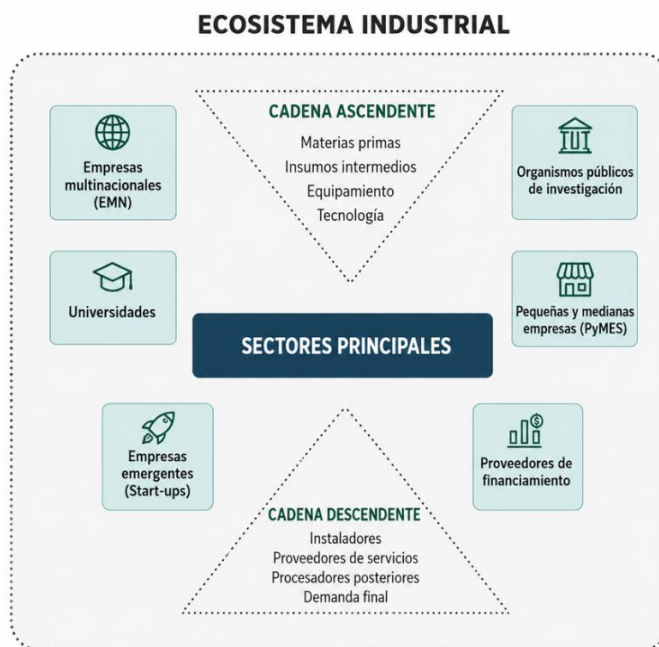 ECOSISTEMA INDUSTRIAL
Empresas
multinacionales
(EMN)
CADENA ASCENDENTE
Materias primas
Insumos intermedios
Equipamiento
Tecnología
Organismos públicos
de investigación
Universidades
Pequeñas y medianas
empresas (PyMES)
SECTORES PRINCIPALES
Empresas
emergentes
(Start-ups)
$
Proveedores de
financiamiento
CADENA DESCENDENTE
Instaladores
Proveedores de servicios
Procesadores posteriores
Demanda final